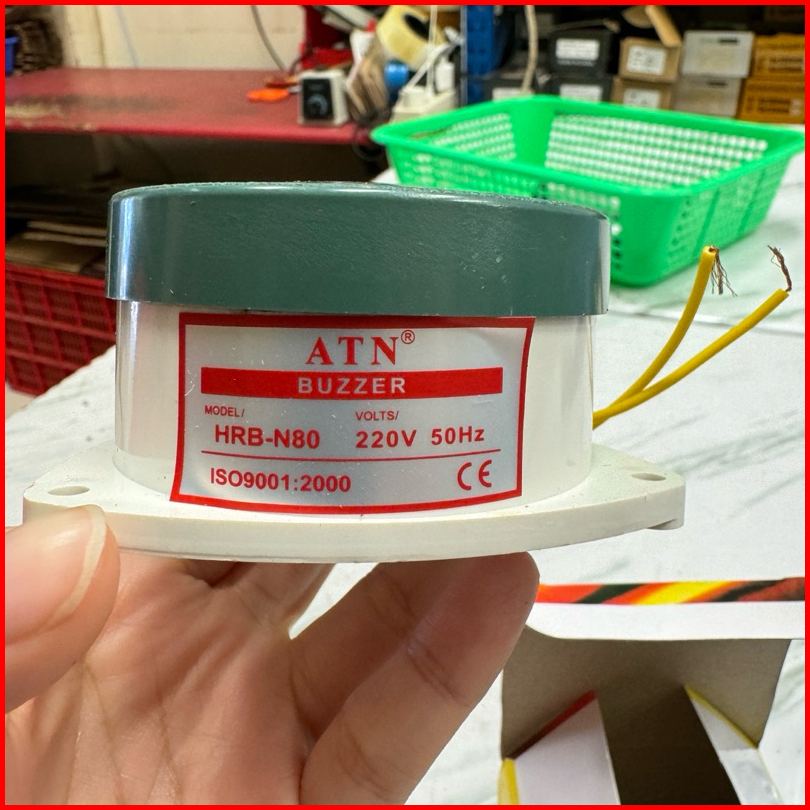 ATN®
BUZZER
MODEL/ VOLTS/
HRB-N80 220V 50Hz
ISO9001:2000 CE